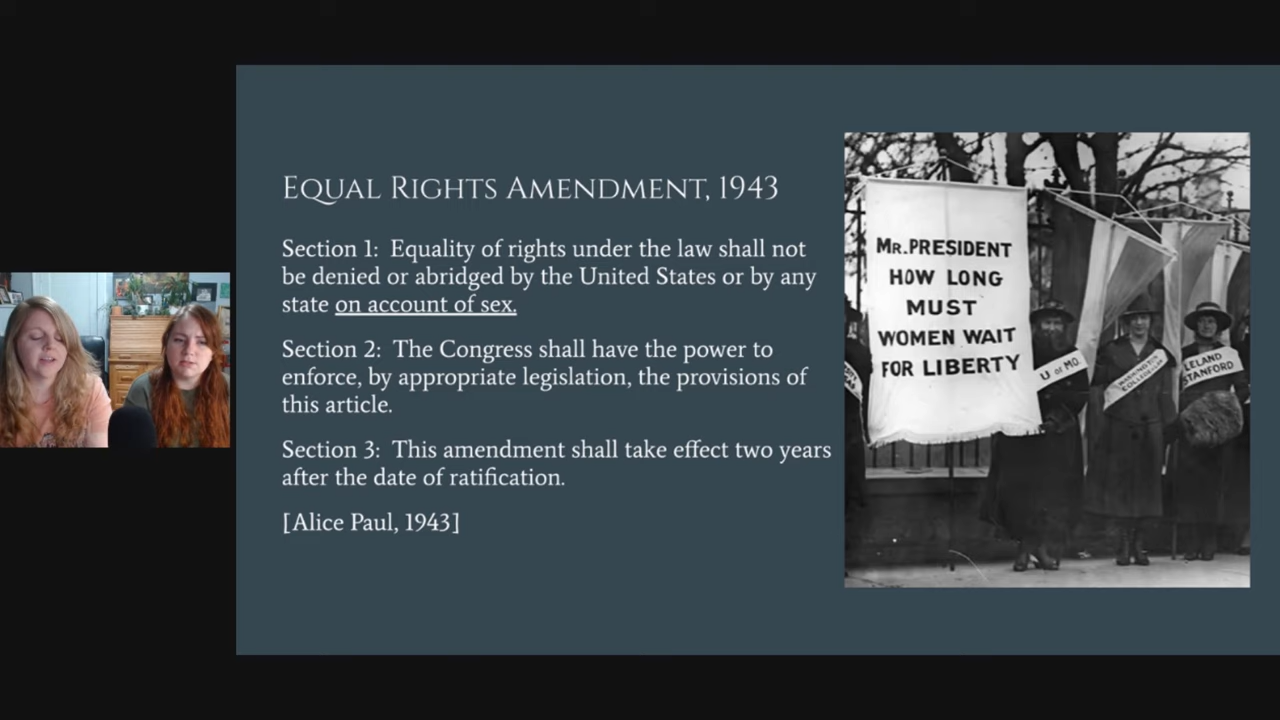 EQUAL RIGHTS AMENDMENT, 1943
Section 1:  Equality of rights under the law shall not
be denied or abridged by the United States or by any
state on account of sex.
Section 2:  The Congress shall have the power to
enforce, by appropriate legislation, the provisions of
this article.
Section 3:  This amendment shall take effect two years
after the date of ratification.
[Alice Paul, 1943]
MR. PRESIDENT
HOW LONG
MUST
WOMEN WAIT
FOR LIBERTY
U OF MO.
WASHINGTON
LELAND
STANFORD